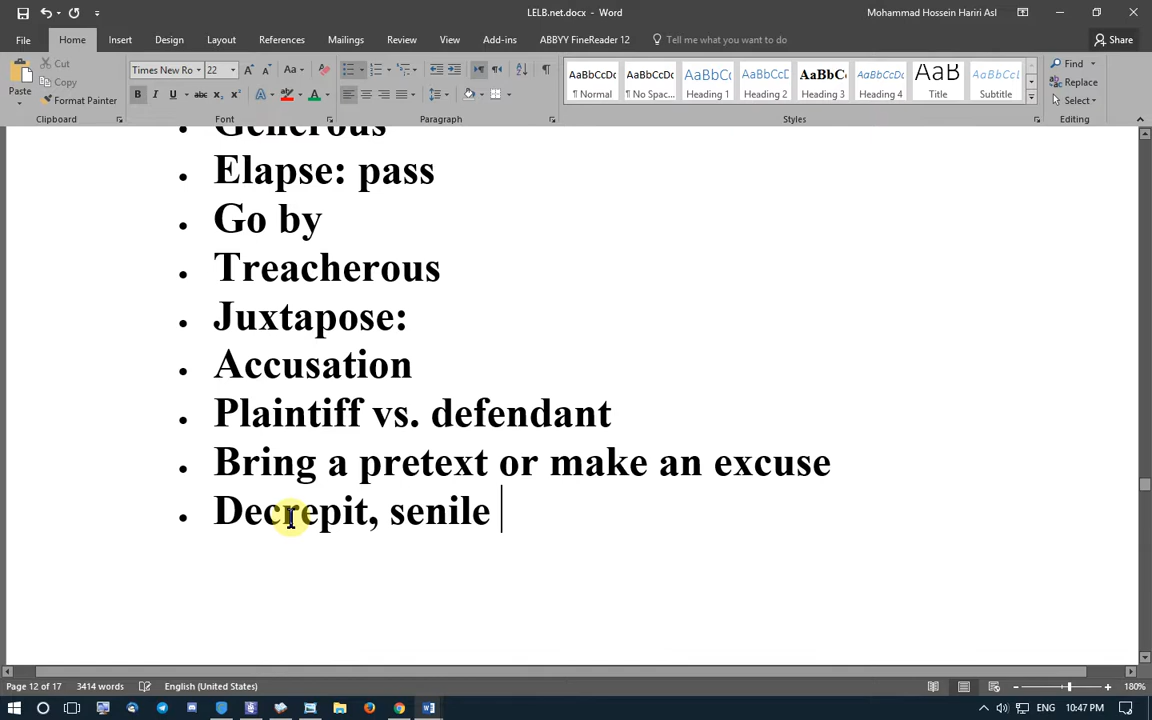 LELB.net.docx - Word
Mohammad Hossein Hariri Asl
File Home Insert Design Layout References Mailings Review View Add-ins ABBYY FineReader 12 Tell me what you want to do Share
Paste
Cut
Copy
Format Painter
Clipboard
Times New Ro 22
Font
Paragraph
AaBbCcDc ¶ Normal
AaBbCcDc ¶ No Spac...
AaBbC( Heading 1
AaBbCcD Heading 2
AaBbC( Heading 3
AaBbCcDc Heading 4
AaB Title
AaBbCcL Subtitle
Styles
Find
Replace
Select
Editing
• Generous
• Elapse: pass
• Go by
• Treacherous
• Juxtapose:
• Accusation
• Plaintiff vs. defendant
• Bring a pretext or make an excuse
• Decrepit, senile
Page 12 of 17 3414 words English (United States) 180%
ENG 10:47 PM